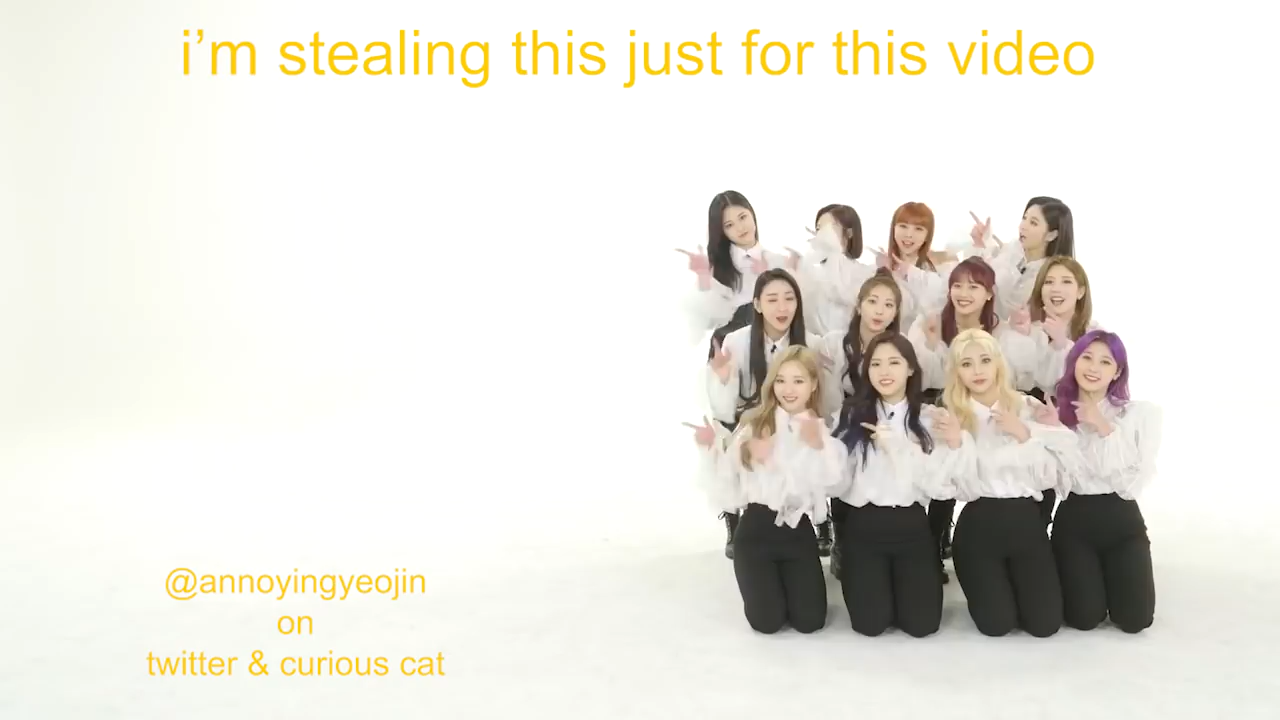 i’m stealing this just for this video
@annoyingyeojin
on
twitter & curious cat